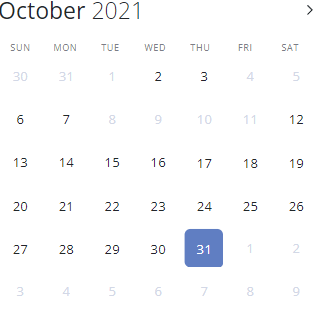 October 2021
SUN MON TUE WED THU FRI SAT
30 31 1 2 3 4 5
6 7 8 9 10 11 12
13 14 15 16 17 18 19
20 21 22 23 24 25 26
27 28 29 30 31 1 2
3 4 5 6 7 8 9